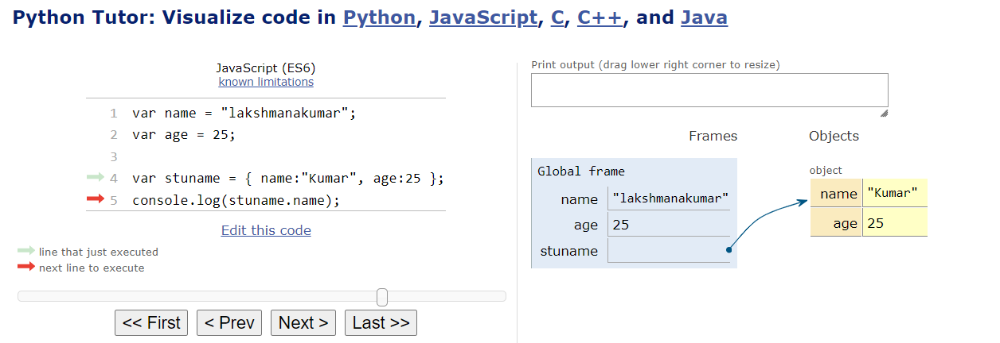 Python Tutor: Visualize code in Python, JavaScript, C, C++, and Java
JavaScript (ES6)
known limitations
1 var name = "lakshmanakumar";
2 var age = 25;
3
4 var stuname = { name:"Kumar", age:25 };
5 console.log(stuname.name);
Edit this code
line that just executed
next line to execute
<< First < Prev Next > Last >>
Print output (drag lower right corner to resize)
Frames Objects
Global frame
name "lakshmanakumar"
age 25
stuname
object
name "Kumar"
age 25